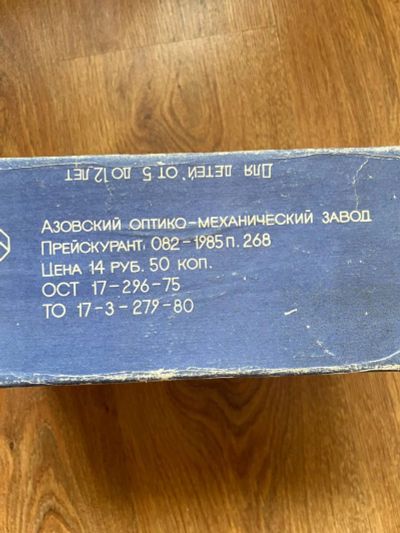 Для детей от 5 до 12 лет
Азовский оптико-механический завод
Прейскурант 082-1985 п. 268
Цена 14 руб. 50 коп.
ОСТ 17-296-75
ТО 17-3-279-80